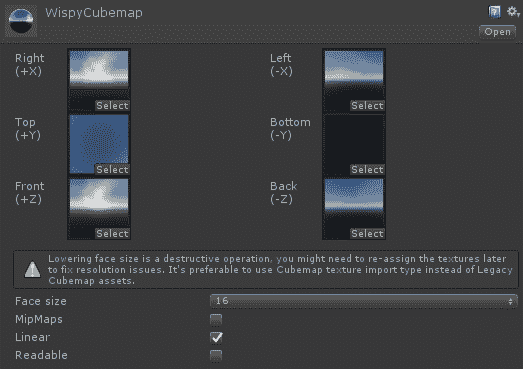 WispyCubemap
Open
Right
(+X)
Select
Left
(-X)
Select
Top
(+Y)
Select
Bottom
(-Y)
Select
Front
(+Z)
Select
Back
(-Z)
Select
Lowering face size is a destructive operation, you might need to re-assign the textures later
to fix resolution issues. It's preferable to use Cubemap texture import type instead of Legacy
Cubemap assets.
Face size
16
MipMaps
Linear
Readable